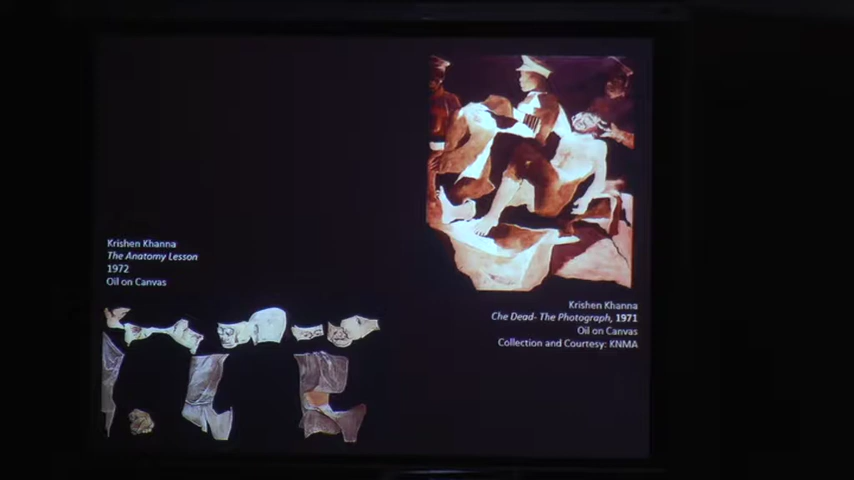 Krishen Khanna
The Anatomy Lesson
1972
Oil on Canvas
Krishen Khanna
Che Dead- The Photograph, 1971
Oil on Canvas
Collection and Courtesy: KNMA